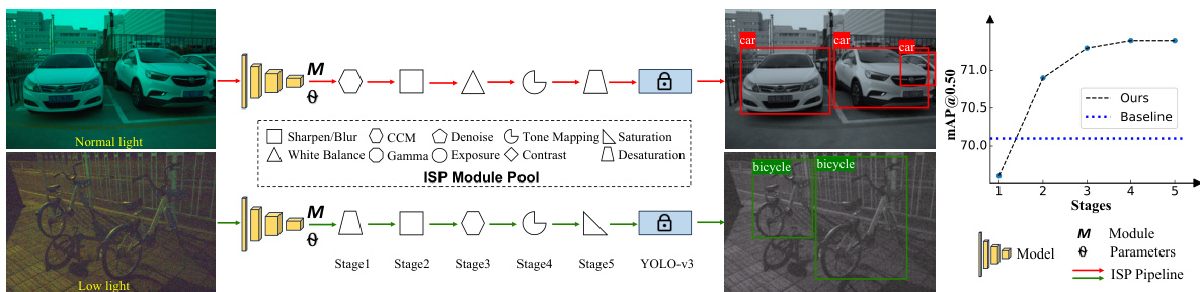 Normal light
M
ϑ
car
car
car
Sharpen/Blur
CCM
Denoise
Tone Mapping
Saturation
White Balance
Gamma
Exposure
Contrast
Desaturation
ISP Module Pool
Low light
M
ϑ
Stage1
Stage2
Stage3
Stage4
Stage5
YOLO-v3
bicycle
bicycle
mAP@0.50
71.0
70.5
70.0
Ours
Baseline
1
2
3
4
5
Stages
Model
M Module
ϑ Parameters
ISP Pipeline